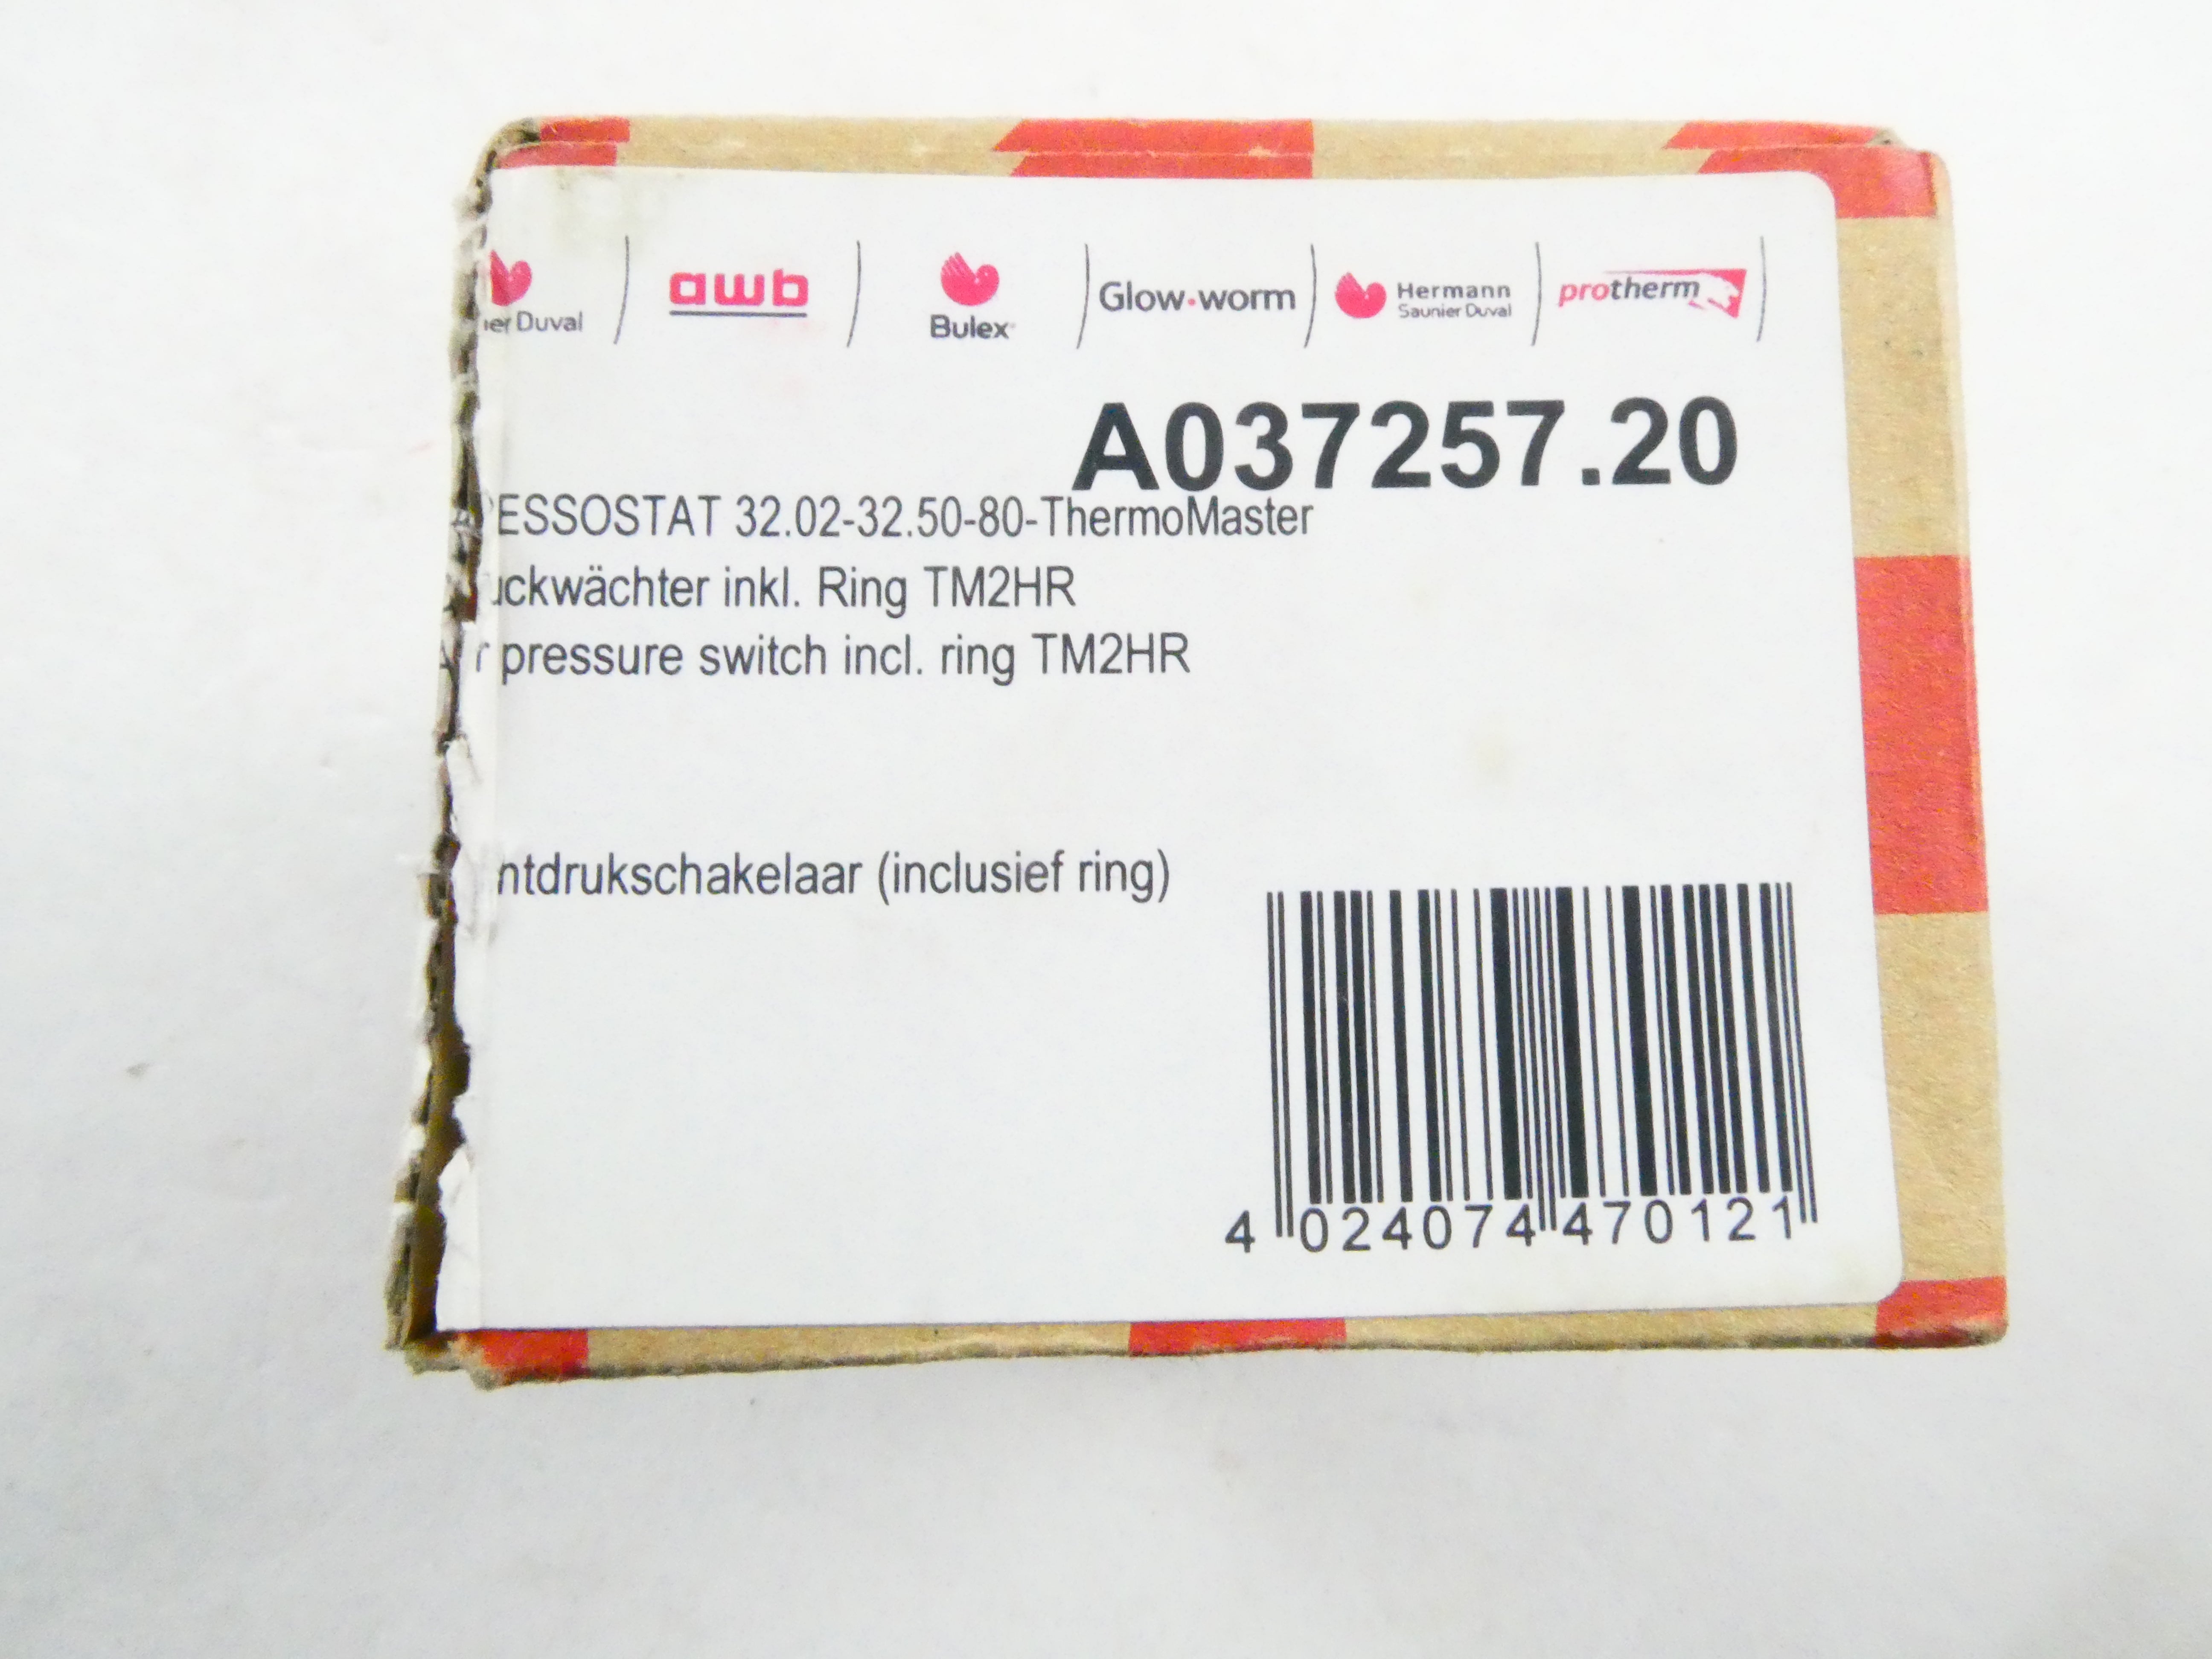 ier Duval awb Bulex Glow-worm Hermann Saunier Duval protherm
A037257.20
ESSOSTAT 32.02-32.50-80-ThermoMaster
uckwächter inkl. Ring TM2HR
r pressure switch incl. ring TM2HR
ntdrukschakelaar (inclusief ring)
4 024074 470121